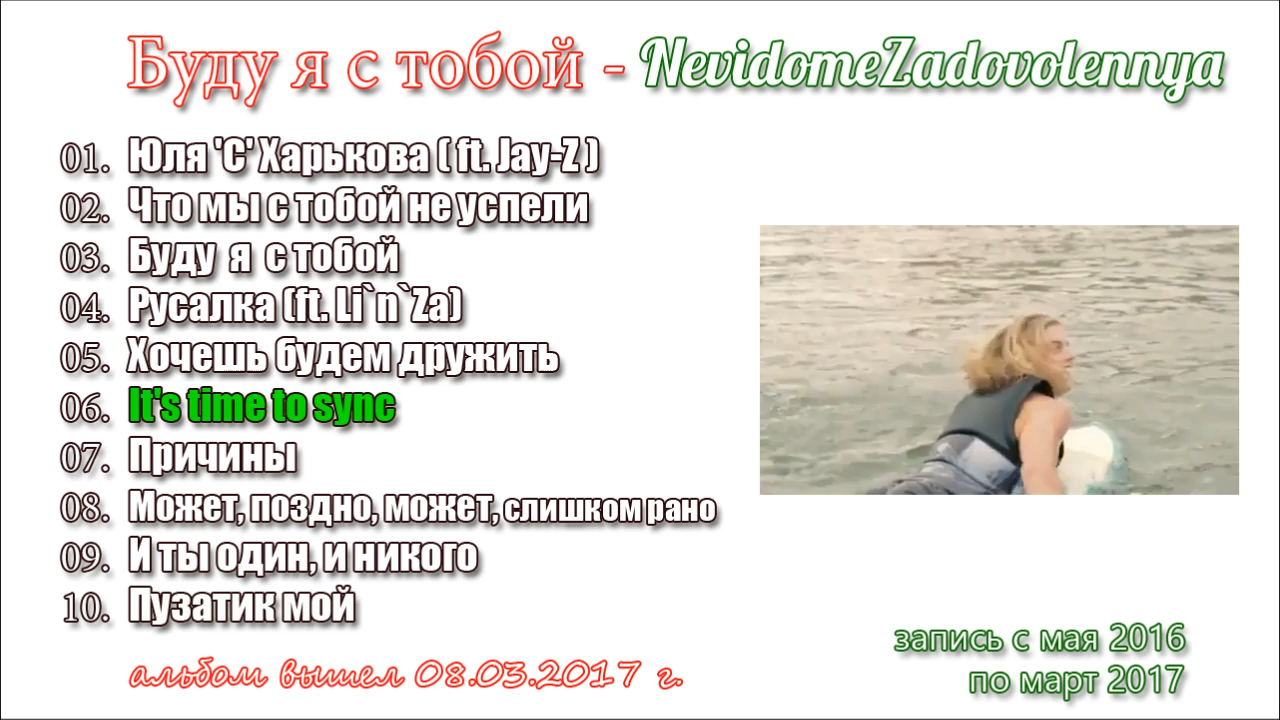 Буду я с тобой - NevidomeZadovolennya
01. Юля 'С' Харькова ( ft. Jay-Z )
02. Что мы с тобой не успели
03. Буду я с тобой
04. Русалка (ft. Li`n`Za)
05. Хочешь будем дружить
06. It's time to sync
07. Причины
08. Может, поздно, может, слишком рано
09. И ты один, и никого
10. Пузатик мой
запись с мая 2016
по март 2017
альбом вышел 08.03.2017 г.